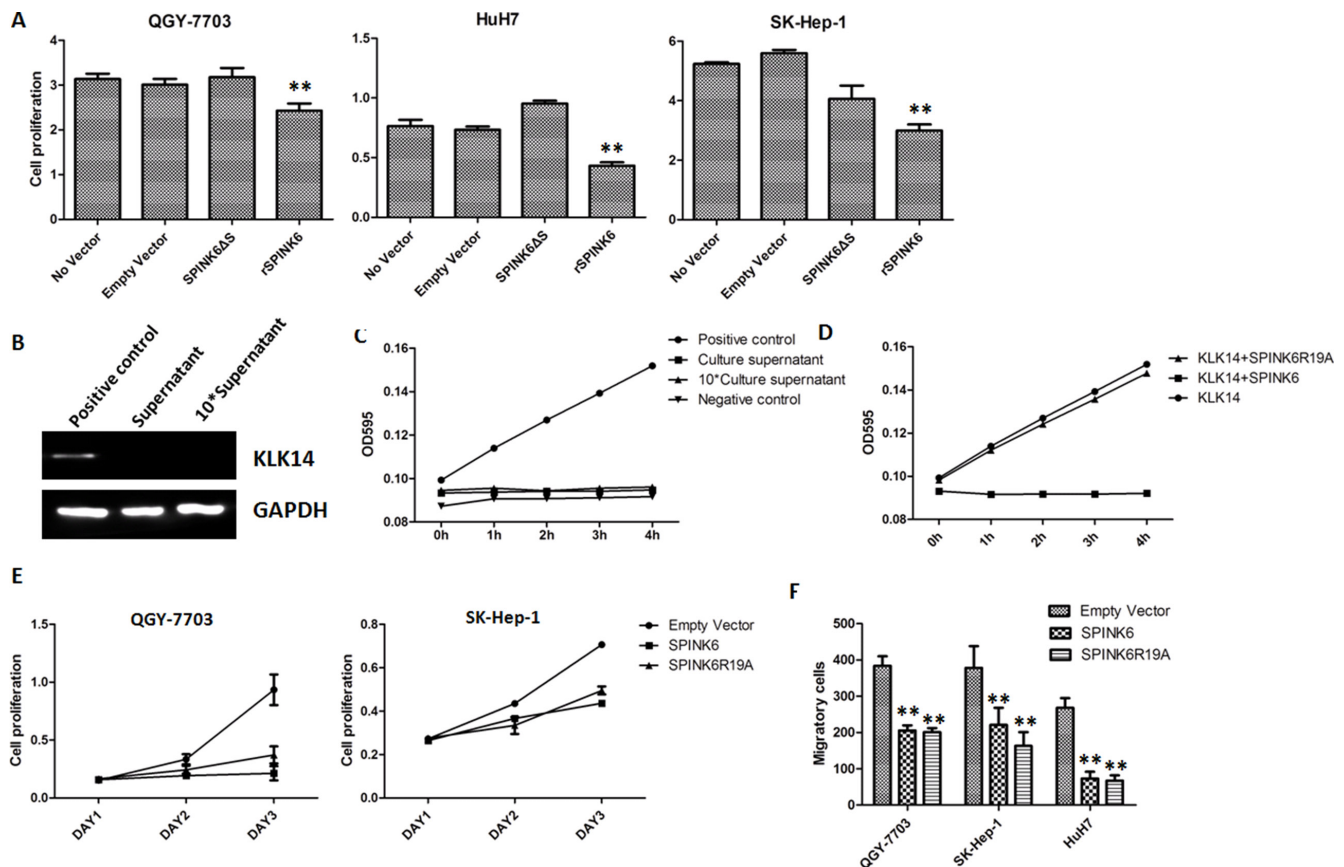 A
QGY-7703
Cell proliferation
4
3
2
1
0
**
No Vector
Empty Vector
SPINK6ΔS
rSPINK6
HuH7
1.5
1.0
0.5
0.0
**
No Vector
Empty Vector
SPINK6ΔS
rSPINK6
SK-Hep-1
6
4
2
0
**
No Vector
Empty Vector
SPINK6ΔS
rSPINK6
B
Positive control
Supernatant
10*Supernatant
KLK14
GAPDH
C
OD595
0.16
0.14
0.12
0.10
0.08
0h
1h
2h
3h
4h
Positive control
Culture supernatant
10*Culture supernatant
Negative control
D
OD595
0.16
0.14
0.12
0.10
0.08
0h
1h
2h
3h
4h
KLK14+SPINK6R19A
KLK14+SPINK6
KLK14
E
QGY-7703
Cell proliferation
1.5
1.0
0.5
0.0
DAY1
DAY2
DAY3
SK-Hep-1
Cell proliferation
0.8
0.6
0.4
0.2
0.0
DAY1
DAY2
DAY3
Empty Vector
SPINK6
SPINK6R19A
F
Migratory cells
500
400
300
200
100
0
** **
** **
** **
QGY-7703
SK-Hep-1
HuH7
Empty Vector
SPINK6
SPINK6R19A